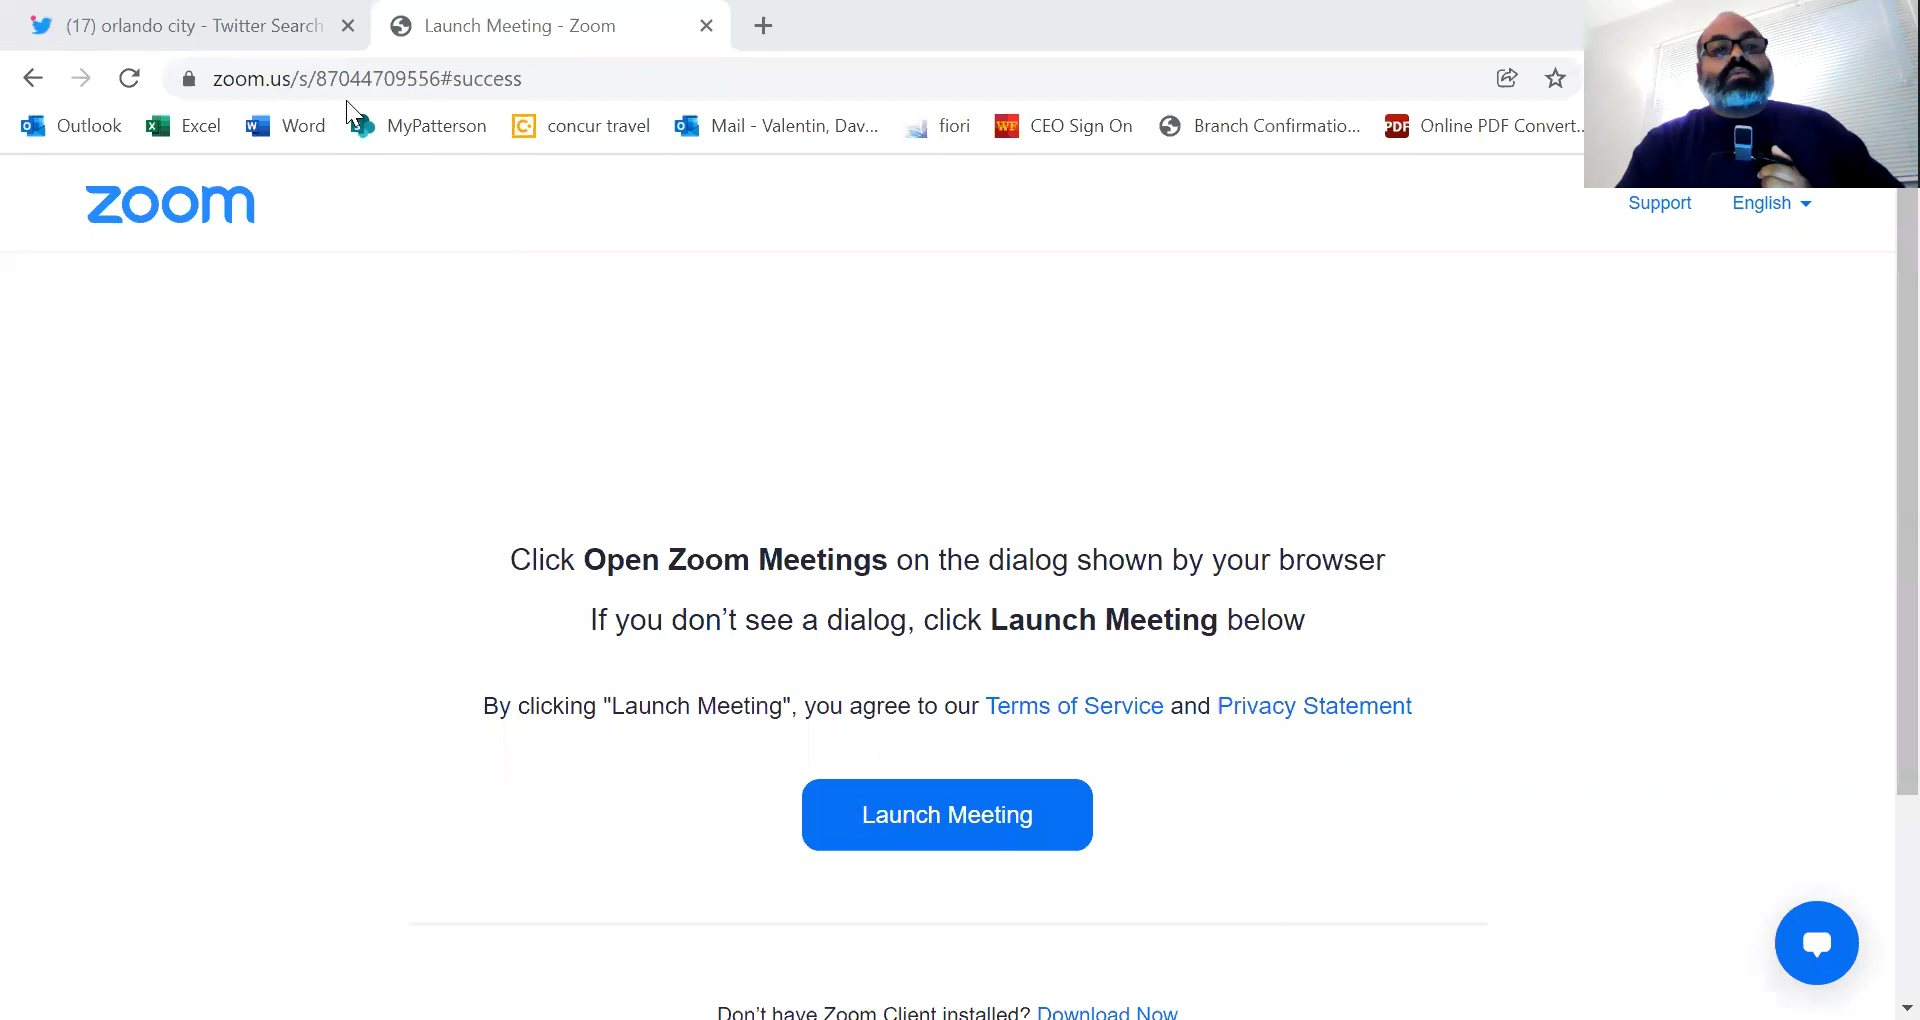 (17) orlando city - Twitter Search
Launch Meeting - Zoom
zoom.us/s/87044709556#success
Outlook Excel Word MyPatterson concur travel Mail - Valentin, Dav... fiori WF CEO Sign On Branch Confirmatio... PDF Online PDF Convert...
zoom
Support English
Click Open Zoom Meetings on the dialog shown by your browser
If you don’t see a dialog, click Launch Meeting below
By clicking "Launch Meeting", you agree to our Terms of Service and Privacy Statement
Launch Meeting
Don’t have Zoom Client installed? Download Now